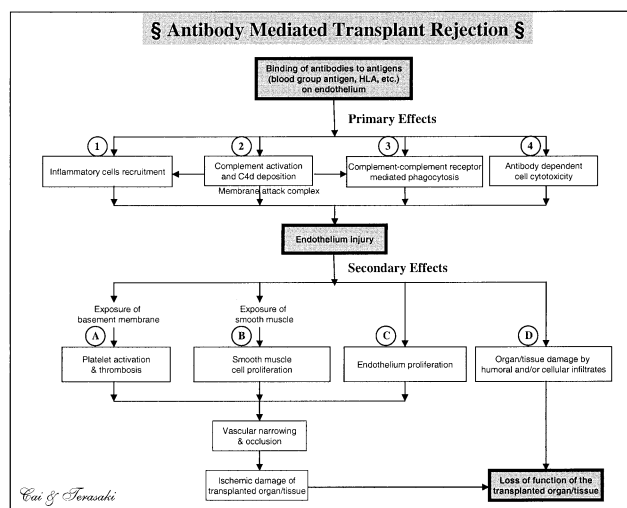 § Antibody Mediated Transplant Rejection §
Binding of antibodies to antigens
(blood group antigen, HLA, etc.)
on endothelium
Primary Effects
1
2
3
4
Inflammatory cells recruitment
Complement activation
and C4d deposition
Complement-complement receptor
mediated phagocytosis
Antibody dependent
cell cytotoxicity
Membrane attack complex
Endothelium injury
Secondary Effects
Exposure of
basement membrane
Exposure of
smooth muscle
A
B
C
D
Platelet activation
& thrombosis
Smooth muscle
cell proliferation
Endothelium proliferation
Organ/tissue damage by
humoral and/or cellular infiltrates
Vascular narrowing
& occlusion
Ischemic damage of
transplanted organ/tissue
Loss of function of the
transplanted organ/tissue
Cai & Terasaki